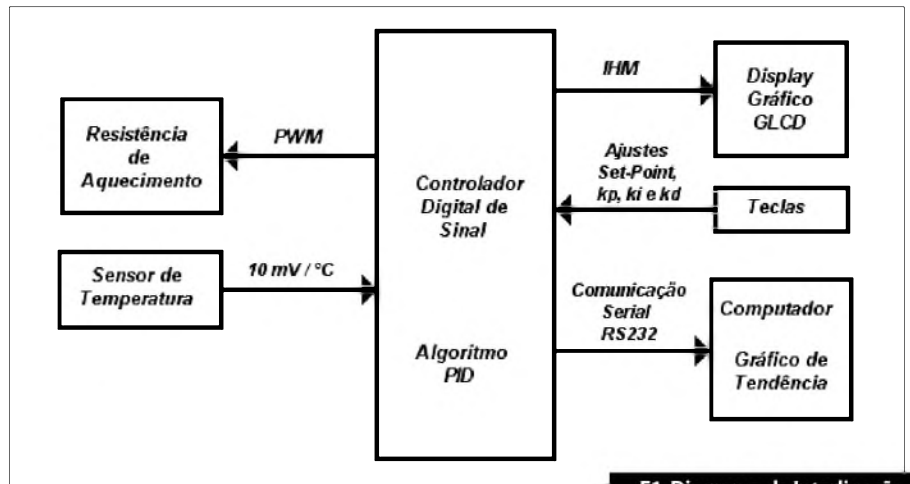 Resistência
de
Aquecimento
PWM
Sensor de
Temperatura
10 mV / °C
Controlador
Digital de
Sinal
Algoritmo
PID
IHM
Display
Gráfico
GLCD
Ajustes
Set-Point,
kp, ki e kd
Teclas
Comunicação
Serial
RS232
Computador
Gráfico de
Tendência